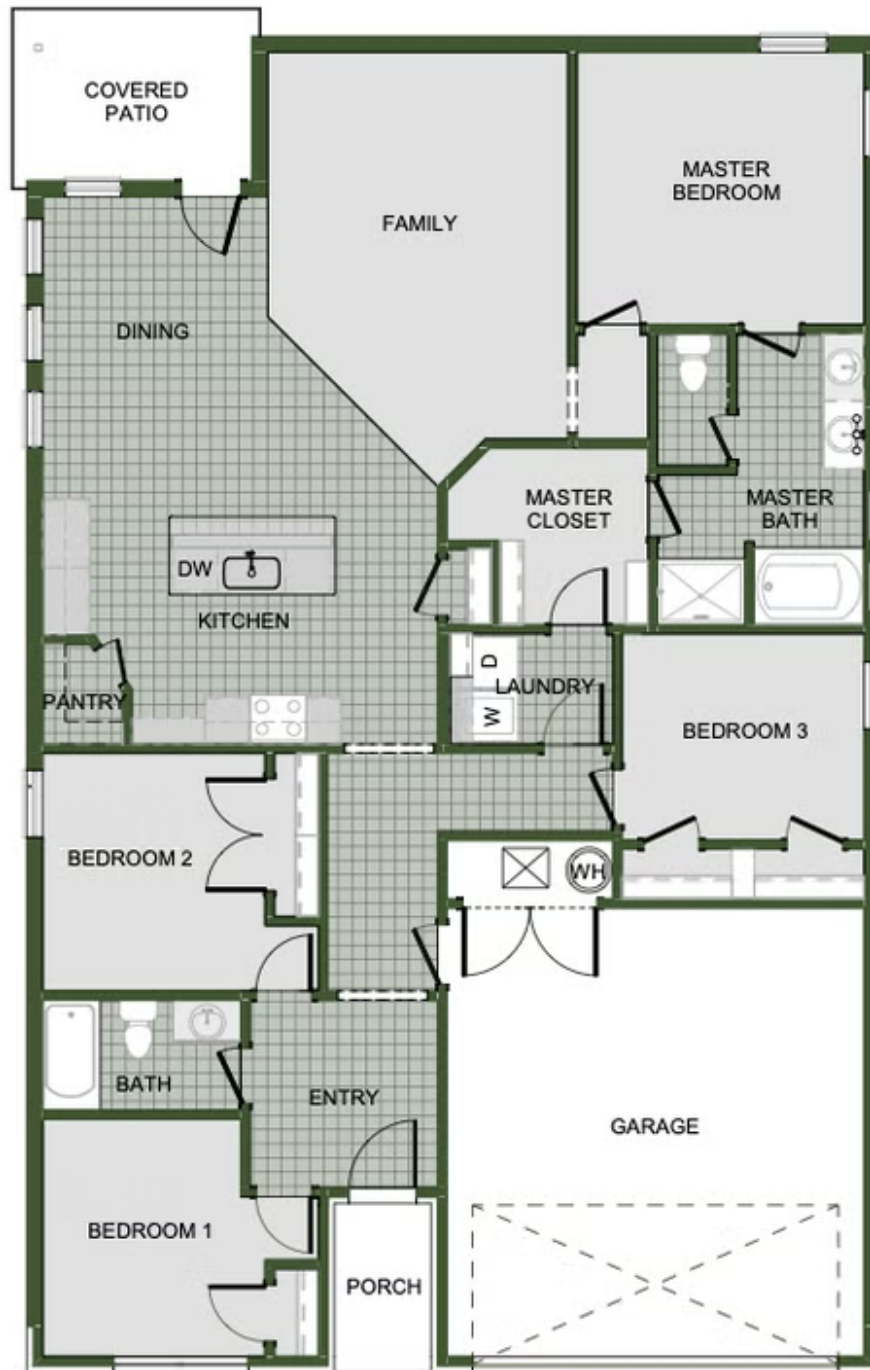 COVERED
PATIO
MASTER
BEDROOM
FAMILY
DINING
MASTER
CLOSET
MASTER
BATH
DW
KITCHEN
D
LAUNDRY
W
PANTRY
BEDROOM 3
BEDROOM 2
WH
BATH
ENTRY
GARAGE
BEDROOM 1
PORCH